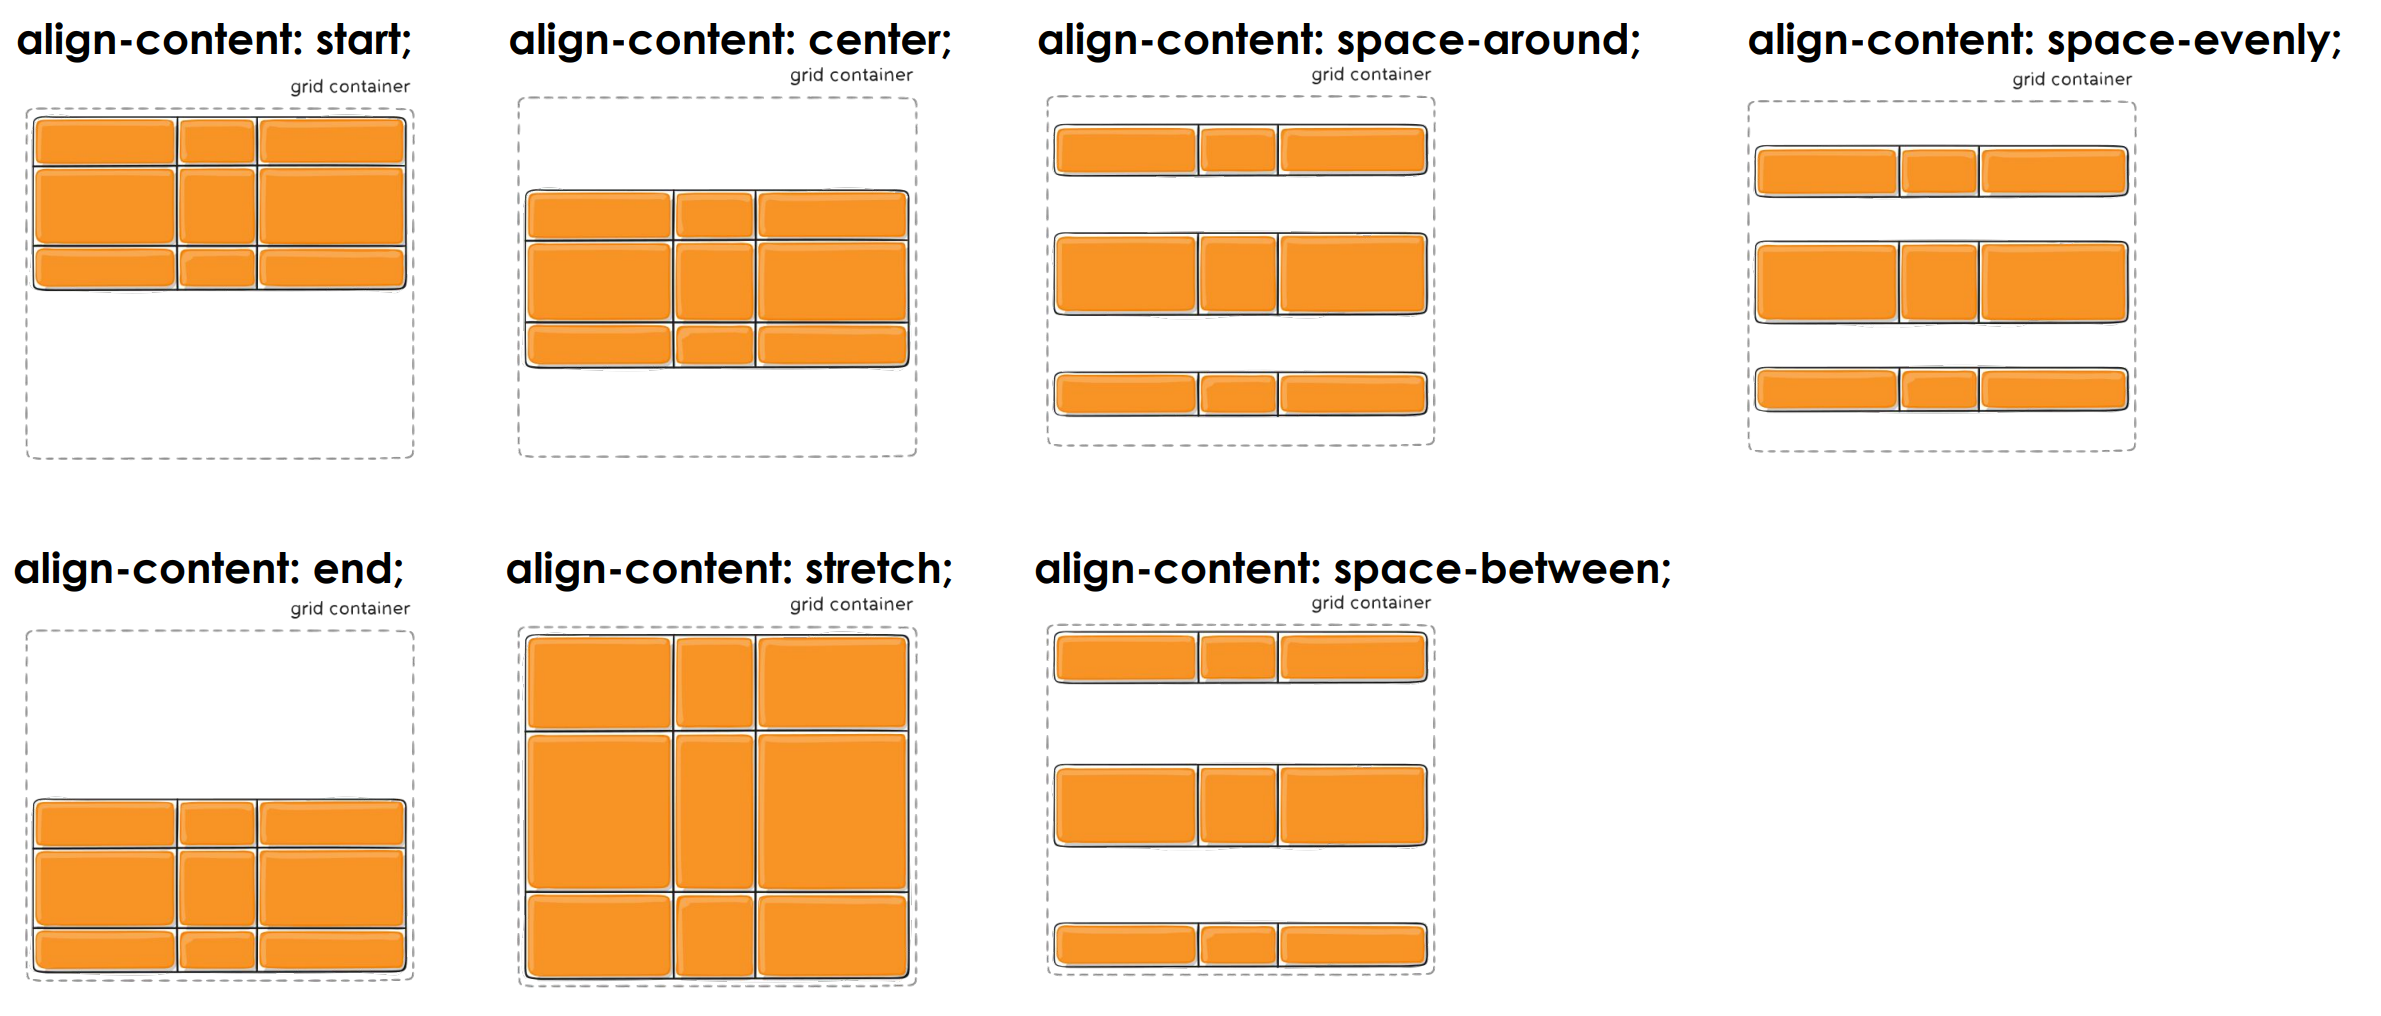 align-content: start;
grid container
align-content: center;
grid container
align-content: space-around;
grid container
align-content: space-evenly;
grid container
align-content: end;
grid container
align-content: stretch;
grid container
align-content: space-between;
grid container